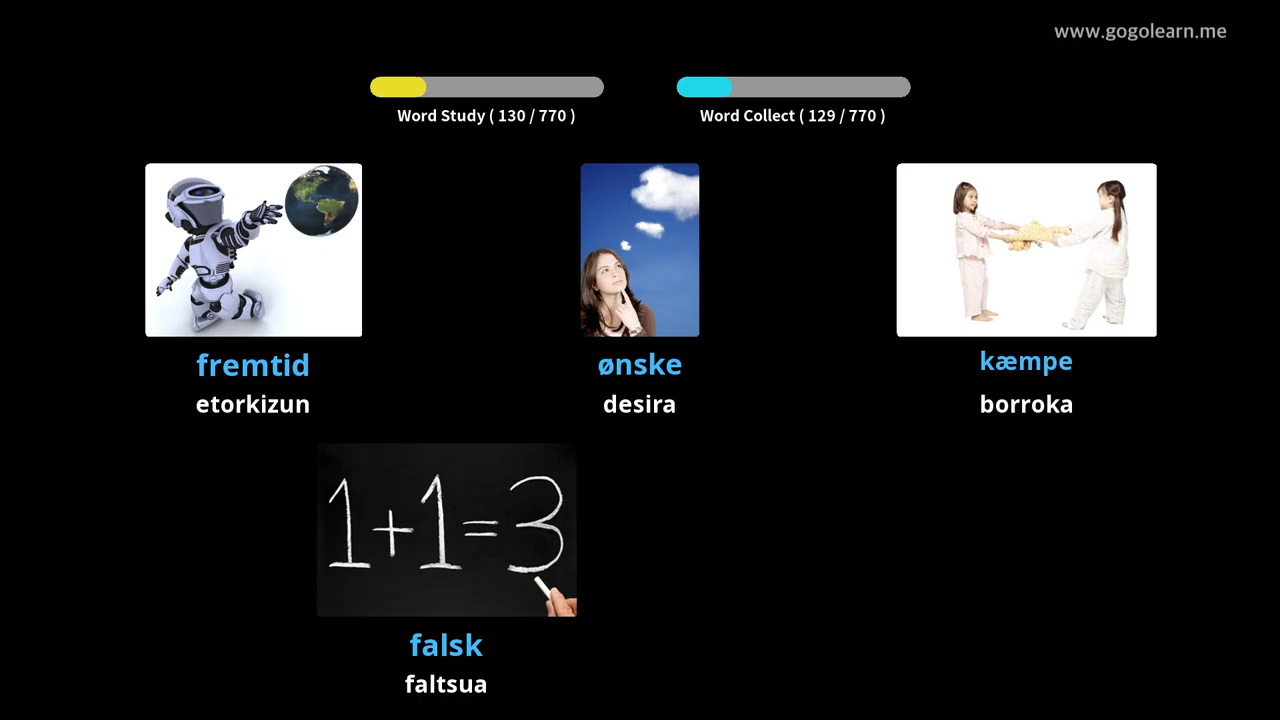 www.gogolearn.me
Word Study ( 130 / 770 )
Word Collect ( 129 / 770 )
fremtid
etorkizun
ønske
desira
kæmpe
borroka
1+1=3
falsk
faltsua